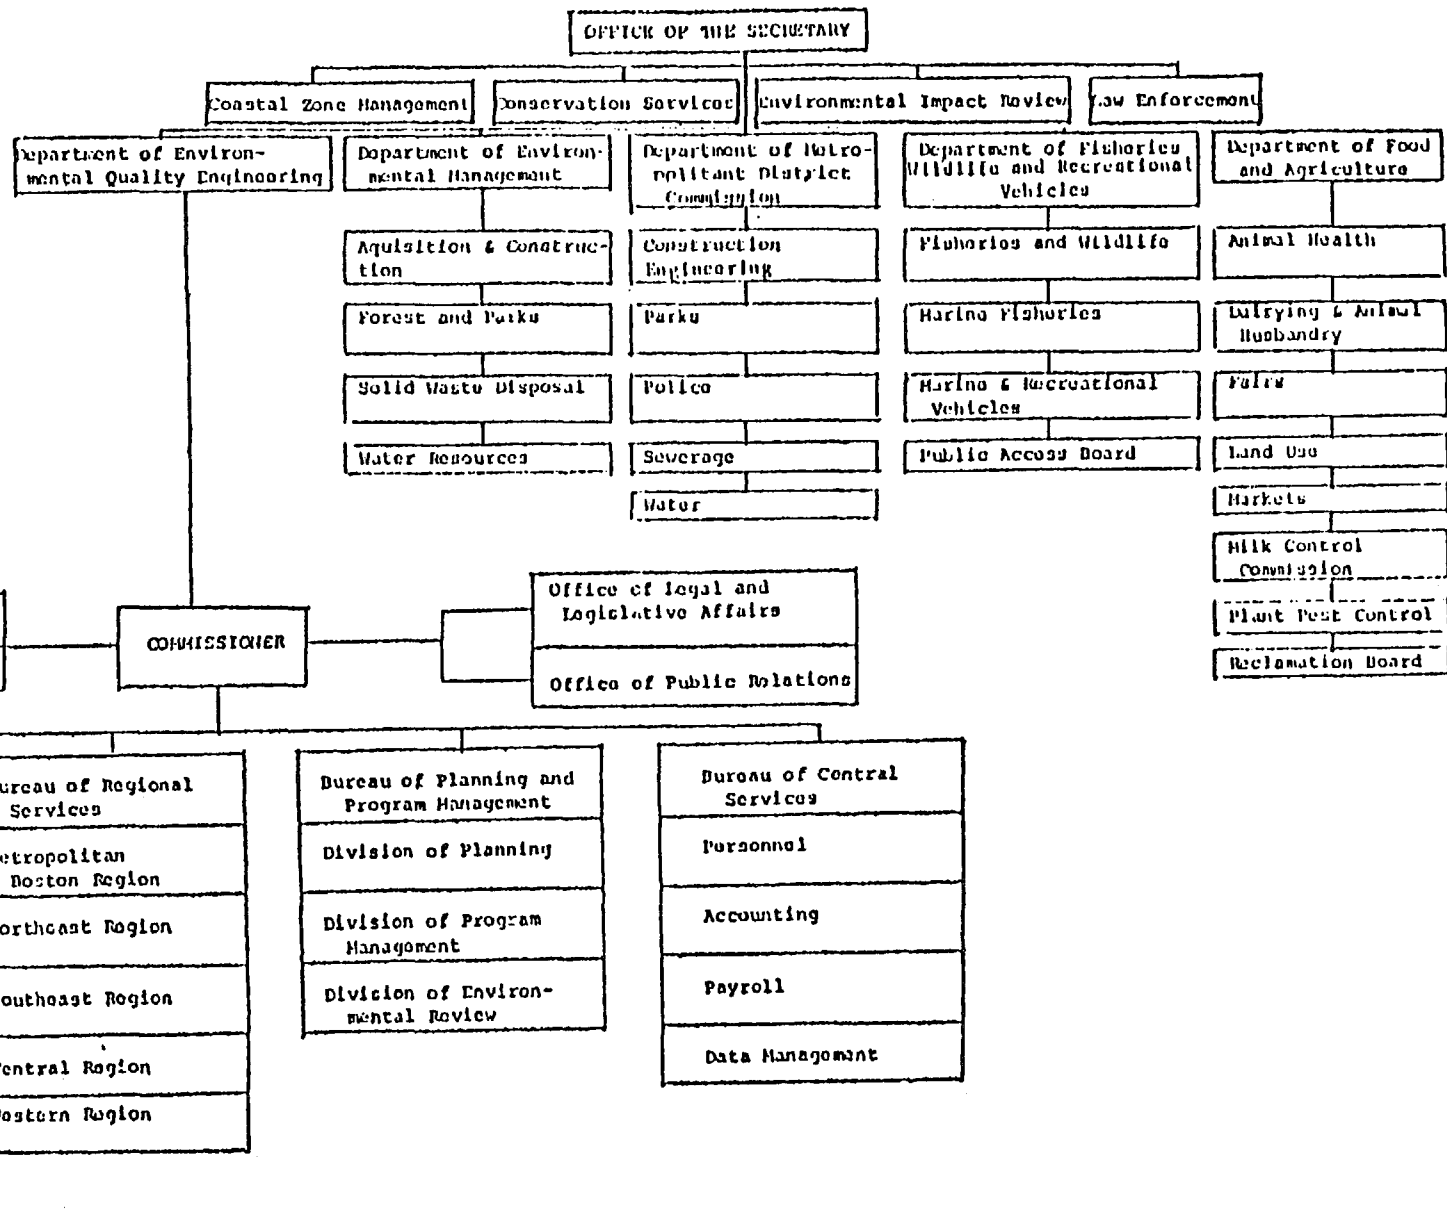 OFFICE OF THE SECRETARY
Coastal Zone Management
Conservation Services
Environmental Impact Review
Law Enforcement
Department of Environ-
mental Quality Engineering
Department of Environ-
mental Management
Department of Metro-
politant District
Commission
Department of Fisheries
Wildlife and Recreational
Vehicles
Department of Food
and Agriculture
Aquisition & Construc-
tion
Forest and Parks
Solid Waste Disposal
Water Resources
Construction
Engineering
Parks
Police
Sewerage
Water
Fisheries and Wildlife
Marine Fisheries
Marine & Recreational
Vehicles
Public Access Board
Animal Health
Dairying & Animal
Husbandry
Fairs
Land Use
Markets
Milk Control
Commission
Plant Pest Control
Reclamation Board
COMMISSIONER
Office of Legal and
Legislative Affairs
Office of Public Relations
ureau of Regional
Services
etropolitan
Boston Region
ortheast Region
outheast Region
entral Region
estern Region
Bureau of Planning and
Program Management
Division of Planning
Division of Program
Management
Division of Environ-
mental Review
Bureau of Central
Services
Personnel
Accounting
Payroll
Data Management